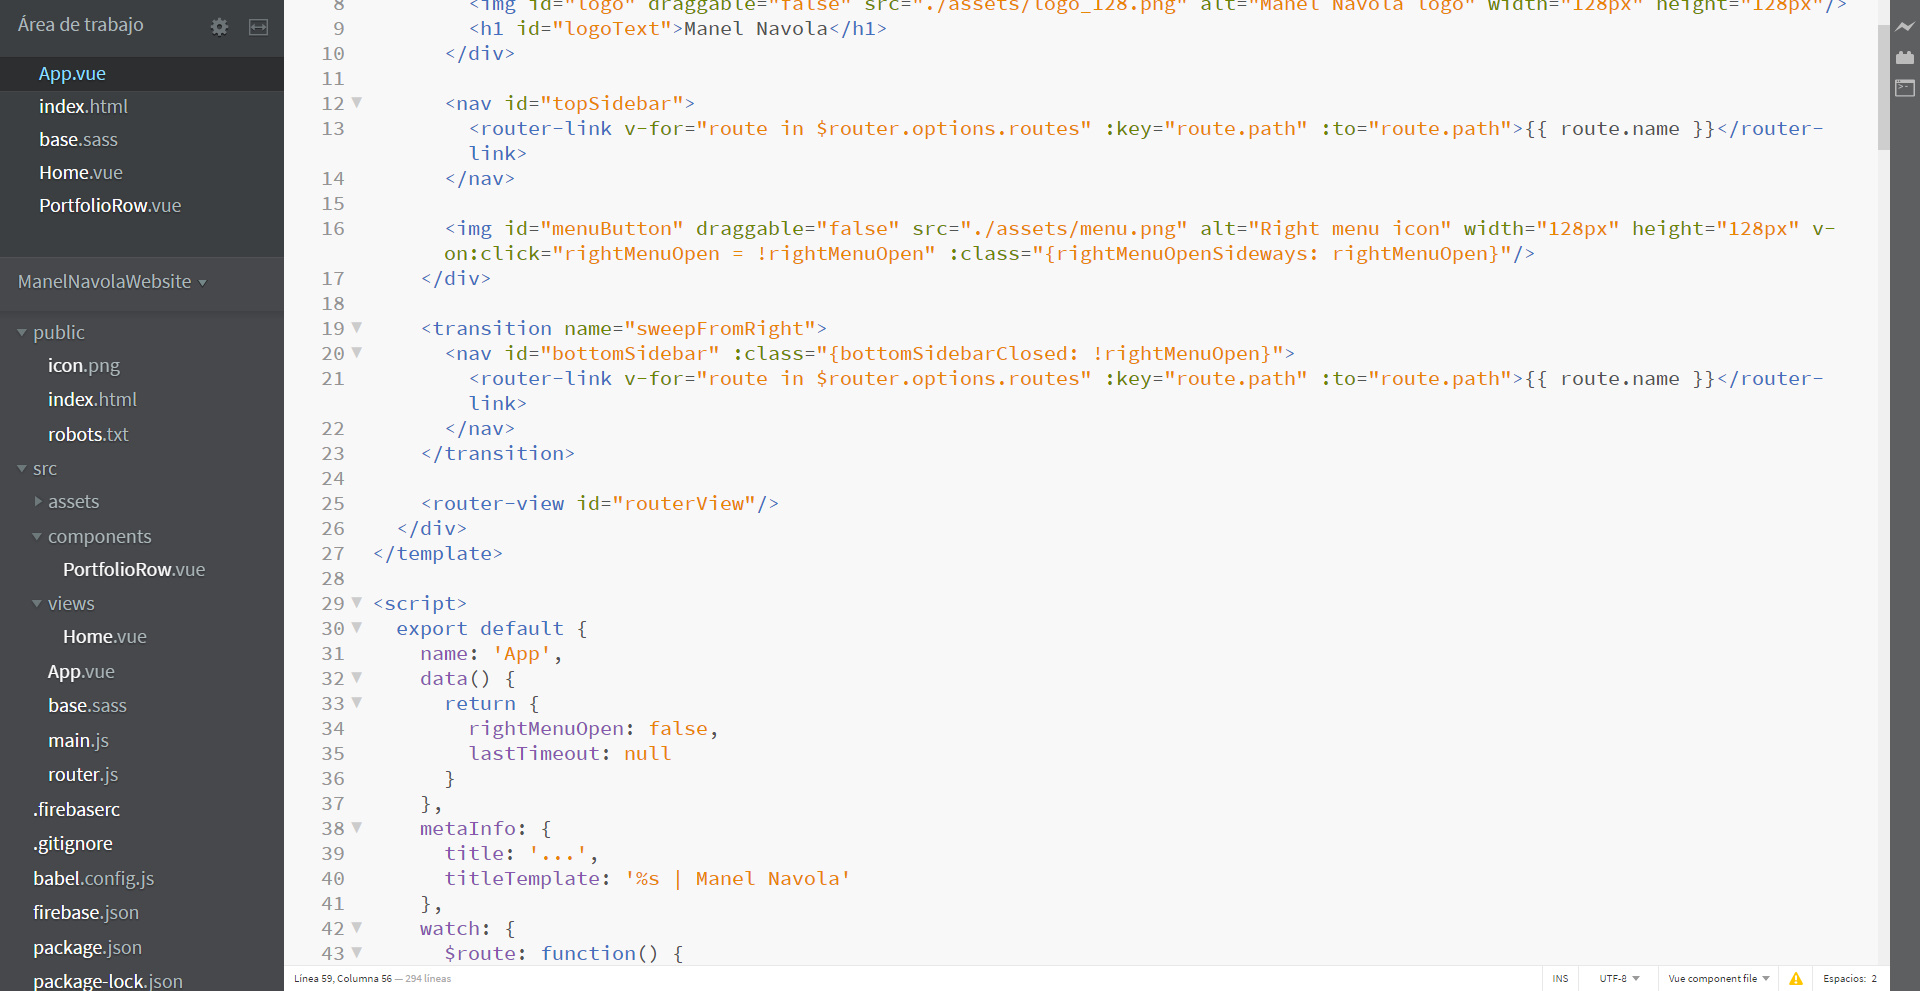 Área de trabajo
App.vue
index.html
base.sass
Home.vue
PortfolioRow.vue
ManelNavolaWebsite
public
icon.png
index.html
robots.txt
src
assets
components
PortfolioRow.vue
views
Home.vue
App.vue
base.sass
main.js
router.js
.firebaserc
.gitignore
babel.config.js
firebase.json
package.json
package-lock.json
8 <img id="logo" draggable="false" src="./assets/logo_128.png" alt="Manel Navola logo" width="128px" height="128px"/>
9 <h1 id="logoText">Manel Navola</h1>
10 </div>
11
12 <nav id="topSidebar">
13 <router-link v-for="route in $router.options.routes" :key="route.path" :to="route.path">{{ route.name }}</router-
link>
14 </nav>
15
16 <img id="menuButton" draggable="false" src="./assets/menu.png" alt="Right menu icon" width="128px" height="128px" v-
on:click="rightMenuOpen = !rightMenuOpen" :class="{rightMenuOpenSideways: rightMenuOpen}"/>
17 </div>
18
19 <transition name="sweepFromRight">
20 <nav id="bottomSidebar" :class="{bottomSidebarClosed: !rightMenuOpen}">
21 <router-link v-for="route in $router.options.routes" :key="route.path" :to="route.path">{{ route.name }}</router-
link>
22 </nav>
23 </transition>
24
25 <router-view id="routerView"/>
26 </div>
27 </template>
28
29 <script>
30 export default {
31 name: 'App',
32 data() {
33 return {
34 rightMenuOpen: false,
35 lastTimeout: null
36 }
37 },
38 metaInfo: {
39 title: '...',
40 titleTemplate: '%s | Manel Navola'
41 },
42 watch: {
43 $route: function() {
Línea 59, Columna 56 — 294 líneas
INS
UTF-8
Vue component file
Espacios: 2